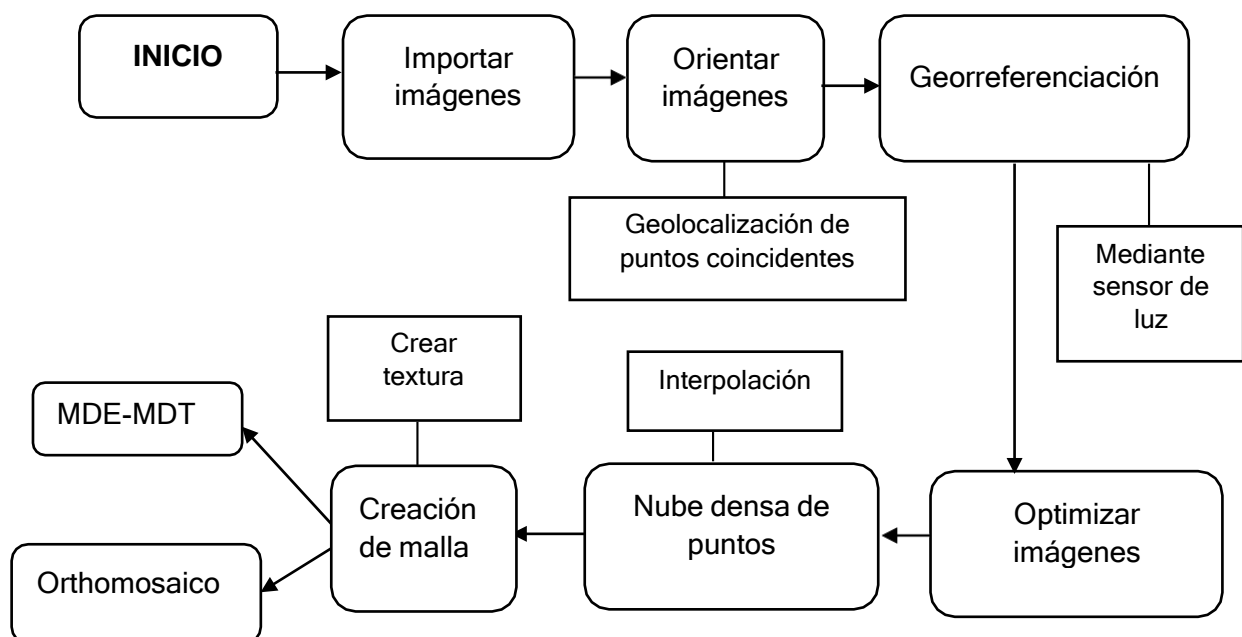 INICIO
Importar
imágenes
Orientar
imágenes
Georreferenciación
Geolocalización de
puntos coincidentes
Mediante
sensor de
luz
Crear
textura
Interpolación
MDE-MDT
Creación
de malla
Nube densa de
puntos
Optimizar
imágenes
Orthomosaico